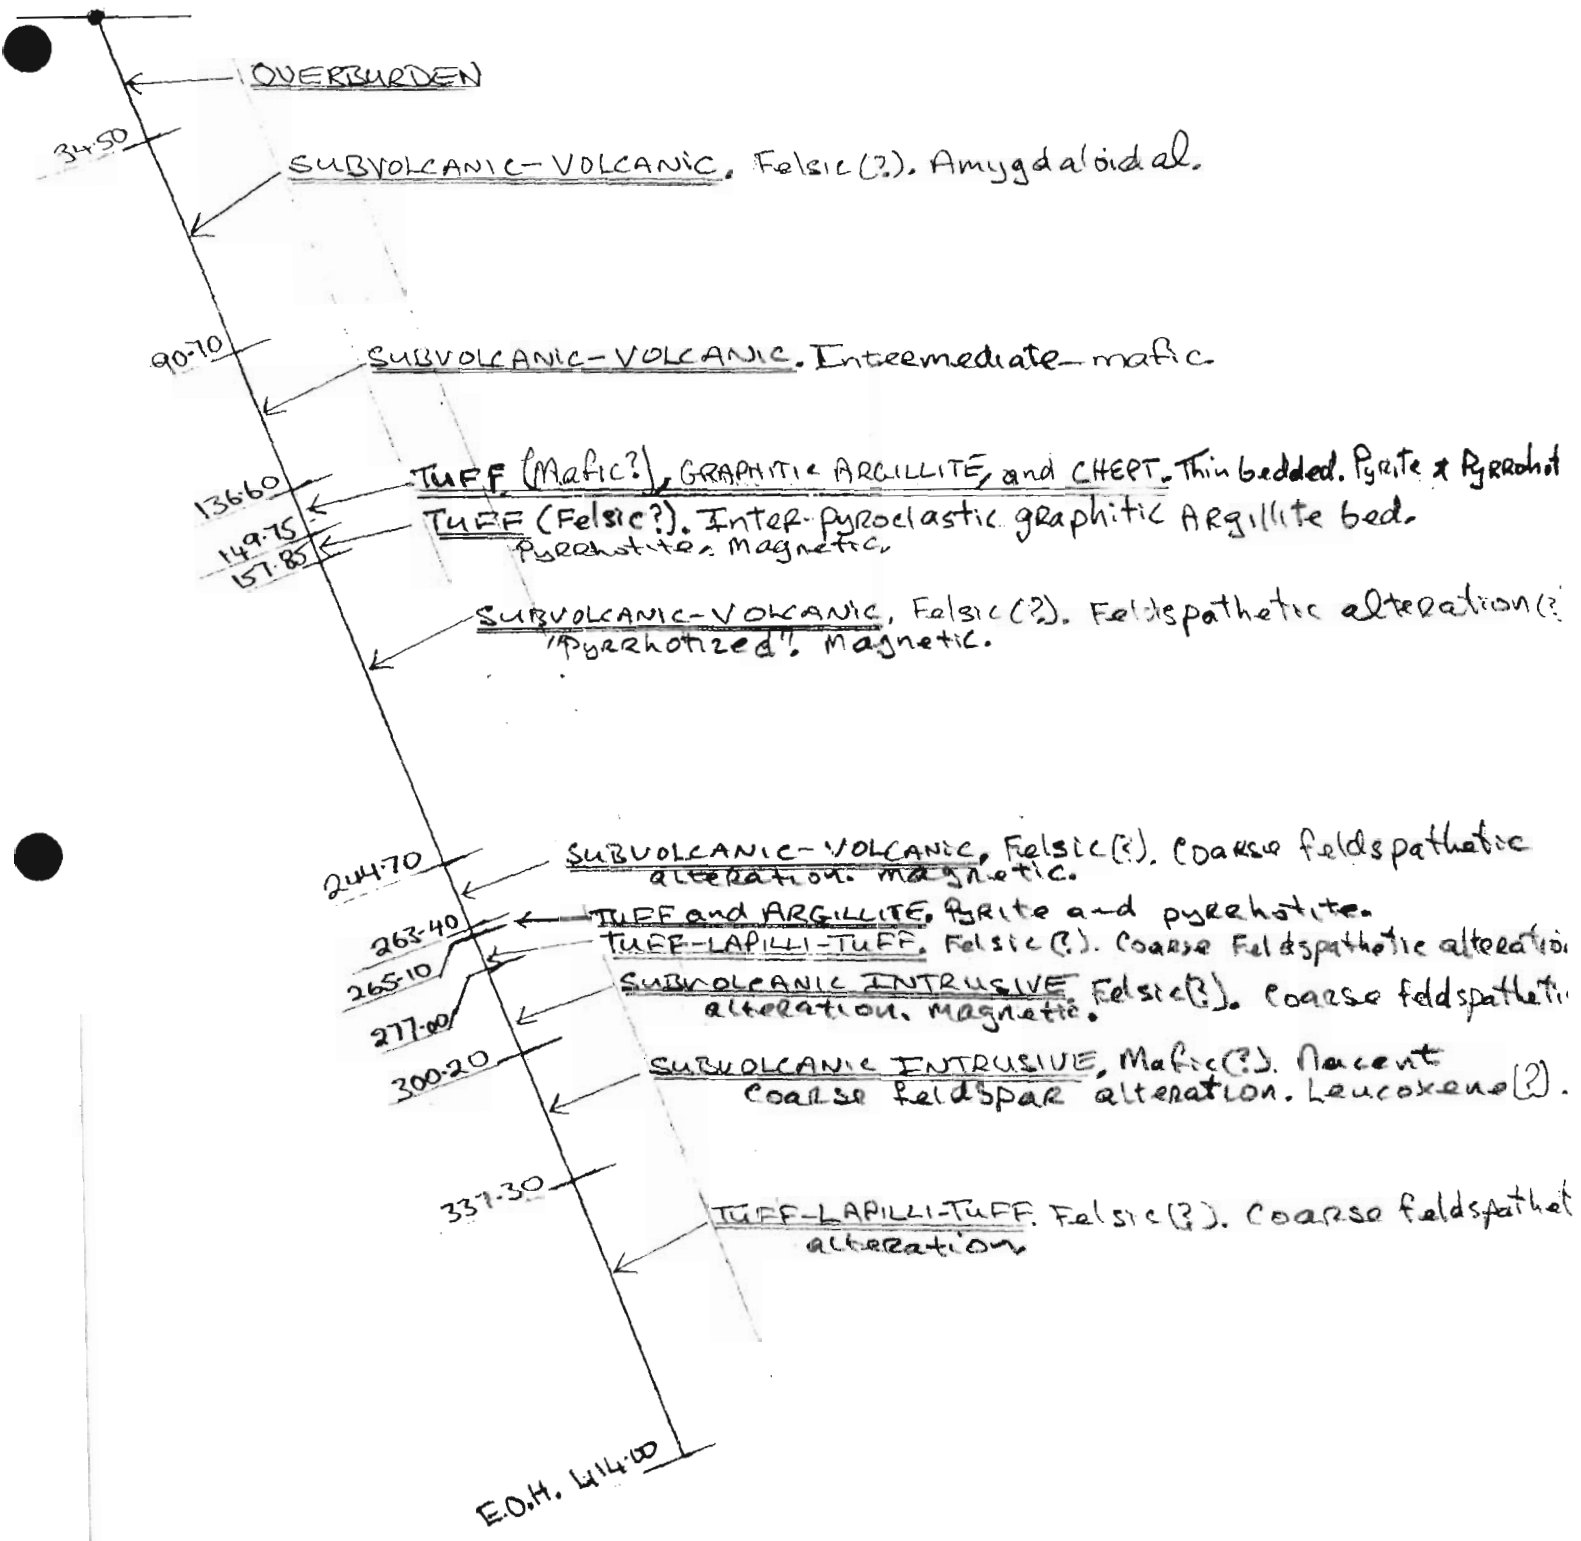 OVERBURDEN
34.50
SUBVOLCANIC-VOLCANIC. Felsic(?). Amygdaloidal.
90.70
SUBVOLCANIC-VOLCANIC. Inteemediate-mafic
136.60
TUFF (Mafic?), GRAPHITIC ARGILLITE, and CHERT. Thin bedded. Pyrite & Pyrrohot
149.75
TUFF (Felsic?). Inter-pyroclastic graphitic Argillite bed.
Pyrrhotite. Magnetic.
157.85
SUBVOLCANIC-VOLCANIC, Felsic(?). Feldspathetic alteration(?
"Pyrrhotized". Magnetic.
244.70
SUBVOLCANIC-VOLCANIC, Felsic(?). Coarse feldspathetic
alteration. magnetic.
263.40
TUFF and ARGILLITE. Pyrite and pyrrhotite.
265.10
TUFF-LAPILLI-TUFF. Felsic(?). Coarse Feldspathetic alteratio
277.00
SUBVOLCANIC INTRUSIVE. Felsic(?). Coarse feldspatheti
alteration. Magnetic.
300.20
SUBVOLCANIC INTRUSIVE, Mafic(?). Nacent
Coarse feldspar alteration. Leucoxene(?).
337.30
TUFF-LAPILLI-TUFF. Felsic(?). Coarse feldspathet
alteration.
E.O.H. 414.00